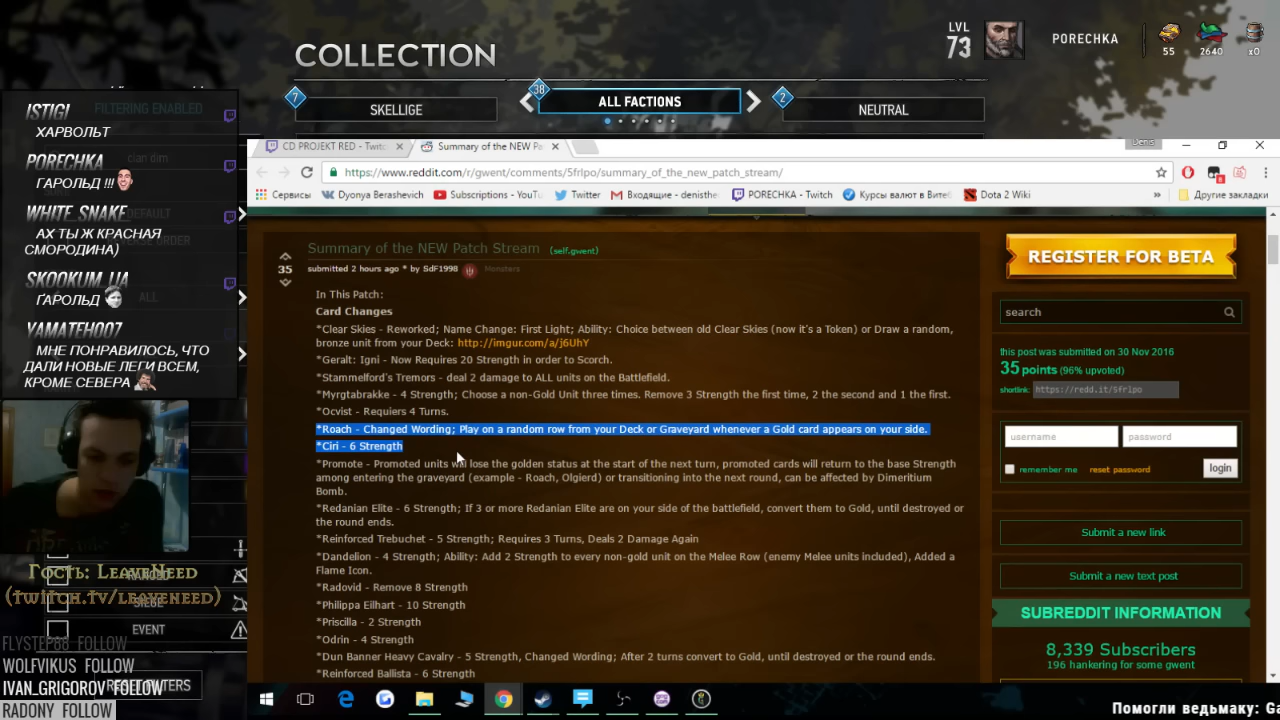 COLLECTION
LVL
73
PORECHKA
55
2640
x0
7
SKELLIGE
38
ALL FACTIONS
2
NEUTRAL
ISTIGI
FILTERING ENABLED
ХАРВОЛЬТ
PORECHKA
cian dim
ГАРОЛЬД !!!
WHITE_SNAKE
АХ ТЫ Ж КРАСНАЯ
СМОРОДИНА)
SKOOKUM_UA
ALL
ГАРОЛЬД
YAMATEH007
МНЕ ПОНРАВИЛОСЬ, ЧТО
ДАЛИ НОВЫЕ ЛЕГИ ВСЕМ,
КРОМЕ СЕВЕРА
CD PROJEKT RED - Twitc
Summary of the NEW Pa
Denis
https://www.reddit.com/r/gwent/comments/5frlpo/summary_of_the_new_patch_stream/
Сервисы
Dyonya Berashevich
Subscriptions - YouTu
Twitter
Входящие - denisthe
PORECHKA - Twitch
Курсы валют в Витеб
Dota 2 Wiki
»
Другие закладки
35
Summary of the NEW Patch Stream (self.gwent)
submitted 2 hours ago * by SdF1998 Monsters
In This Patch:
Card Changes
*Clear Skies - Reworked; Name Change: First Light; Ability: Choice between old Clear Skies (now it's a Token) or Draw a random,
bronze unit from your Deck: http://imgur.com/a/j6UhY
*Geralt: Igni - Now Requires 20 Strength in order to Scorch.
*Stammelford's Tremors - deal 2 damage to ALL units on the Battlefield.
*Myrgtabrakke - 4 Strength; Choose a non-Gold Unit three times. Remove 3 Strength the first time, 2 the second and 1 the first.
*Ocvist - Requiers 4 Turns.
*Roach - Changed Wording; Play on a random row from your Deck or Graveyard whenever a Gold card appears on your side.
*Ciri - 6 Strength
*Promote - Promoted units will lose the golden status at the start of the next turn, promoted cards will return to the base Strength
among entering the graveyard (example - Roach, Olgierd) or transitioning into the next round, can be affected by Dimeritium
Bomb.
*Redanian Elite - 6 Strength; If 3 or more Redanian Elite are on your side of the battlefield, convert them to Gold, until destroyed or
the round ends.
*Reinforced Trebuchet - 5 Strength; Requires 3 Turns, Deals 2 Damage Again
*Dandelion - 4 Strength; Ability: Add 2 Strength to every non-gold unit on the Melee Row (enemy Melee units included), Added a
Flame Icon.
*Radovid - Remove 8 Strength
*Philippa Eilhart - 10 Strength
*Priscilla - 2 Strength
*Odrin - 4 Strength
*Dun Banner Heavy Cavalry - 5 Strength, Changed Wording; After 2 turns convert to Gold, until destroyed or the round ends.
*Reinforced Ballista - 6 Strength
REGISTER FOR BETA
search
this post was submitted on 30 Nov 2016
35 points (96% upvoted)
shortlink: https://redd.it/5frlpo
username
password
remember me
reset password
login
Submit a new link
Submit a new text post
SUBREDDIT INFORMATION
8,339 Subscribers
196 hankering for some gwent
Гость: LeaveNeed
(twitch.tv/leaveneed)
SIEGE
EVENT
FLYSTEP88 FOLLOW
WOLFVIKUS FOLLOW
IVAN_GRIGOROV FOLLOW
RADONY FOLLOW
Помогли ведьмаку: Ga